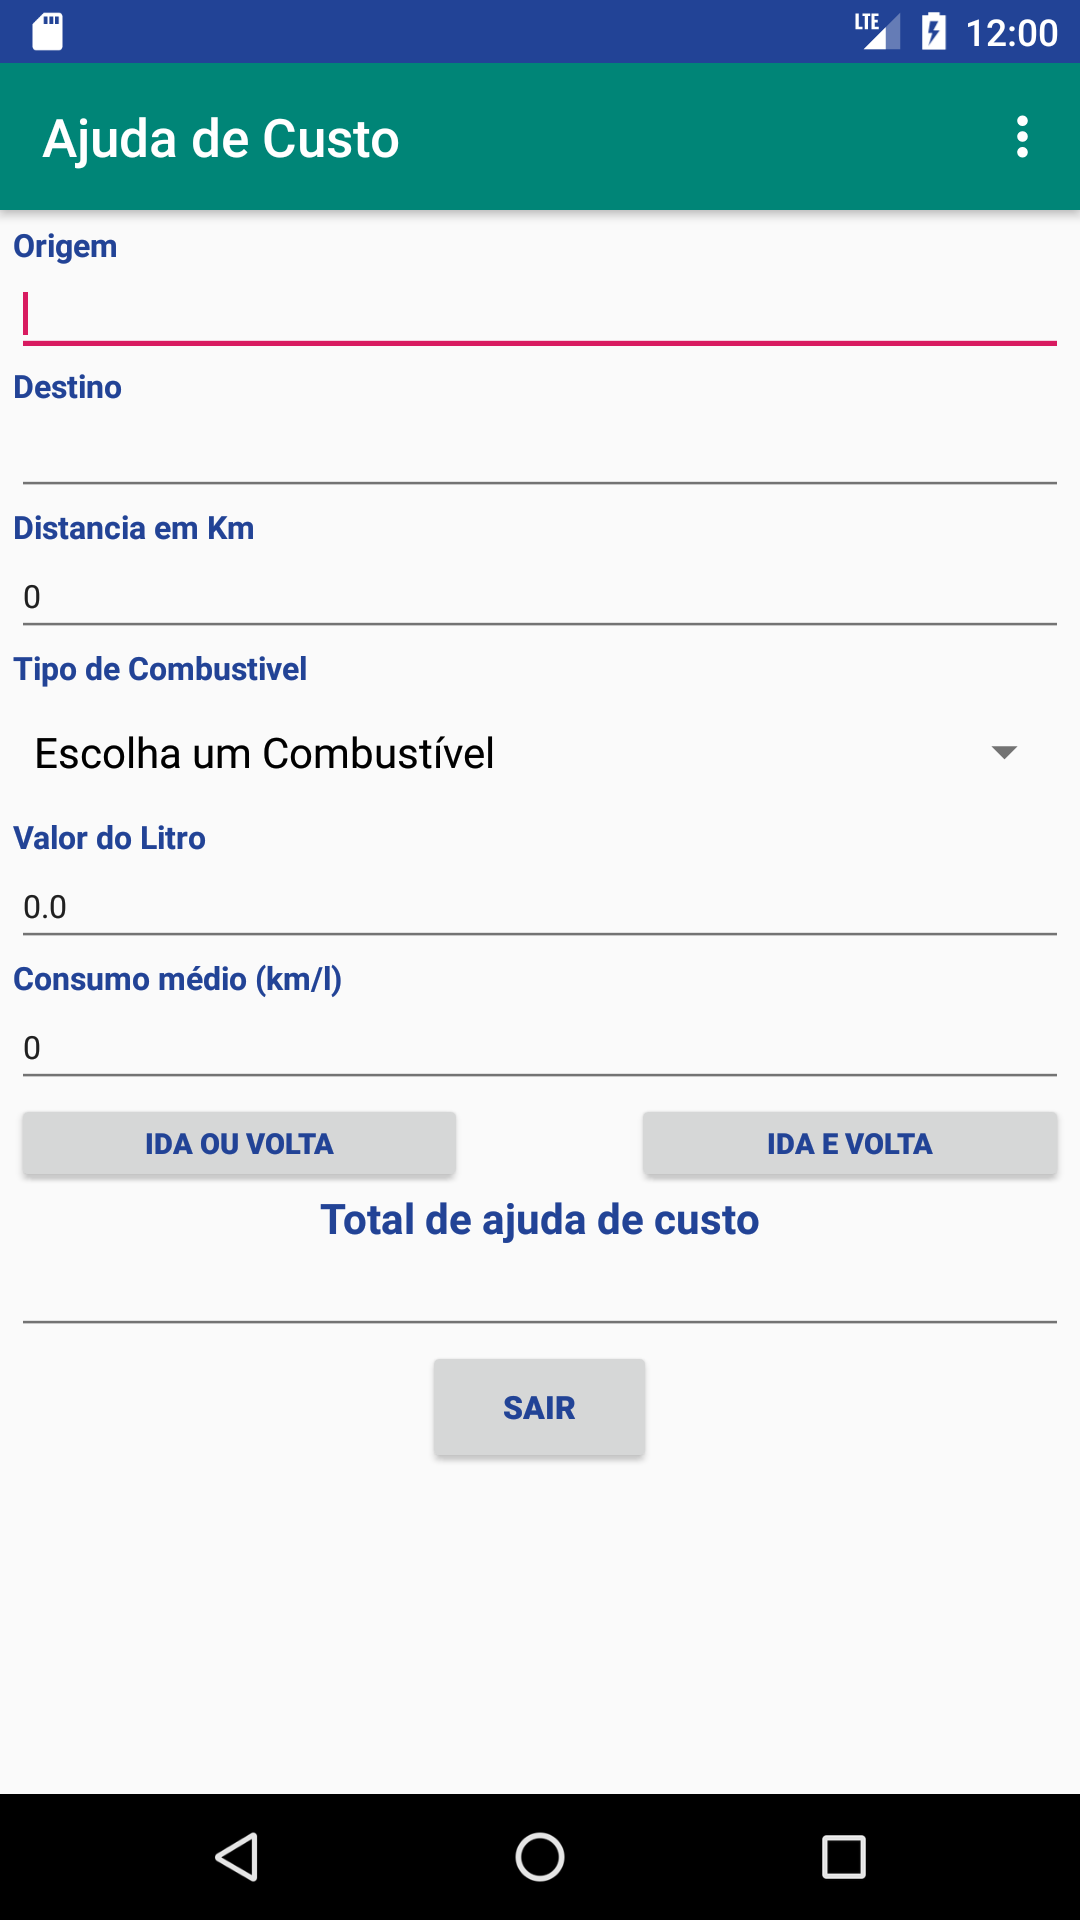 LTE 12:00
Ajuda de Custo
Origem
Destino
Distancia em Km
0
Tipo de Combustivel
Escolha um Combustível
Valor do Litro
0.0
Consumo médio (km/l)
0
IDA OU VOLTA IDA E VOLTA
Total de ajuda de custo
SAIR